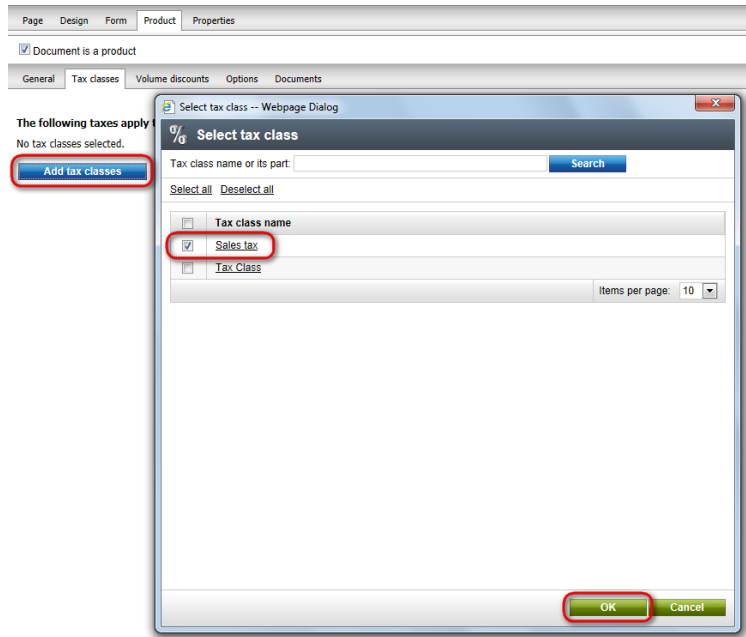 Page Design Form Product Properties
Document is a product
General Tax classes Volume discounts Options Documents
The following taxes apply
No tax classes selected.
Add tax classes
Select tax class -- Webpage Dialog
x
% Select tax class
Tax class name or its part:
Search
Select all Deselect all
Tax class name
Sales tax
Tax Class
Items per page: 10
OK Cancel